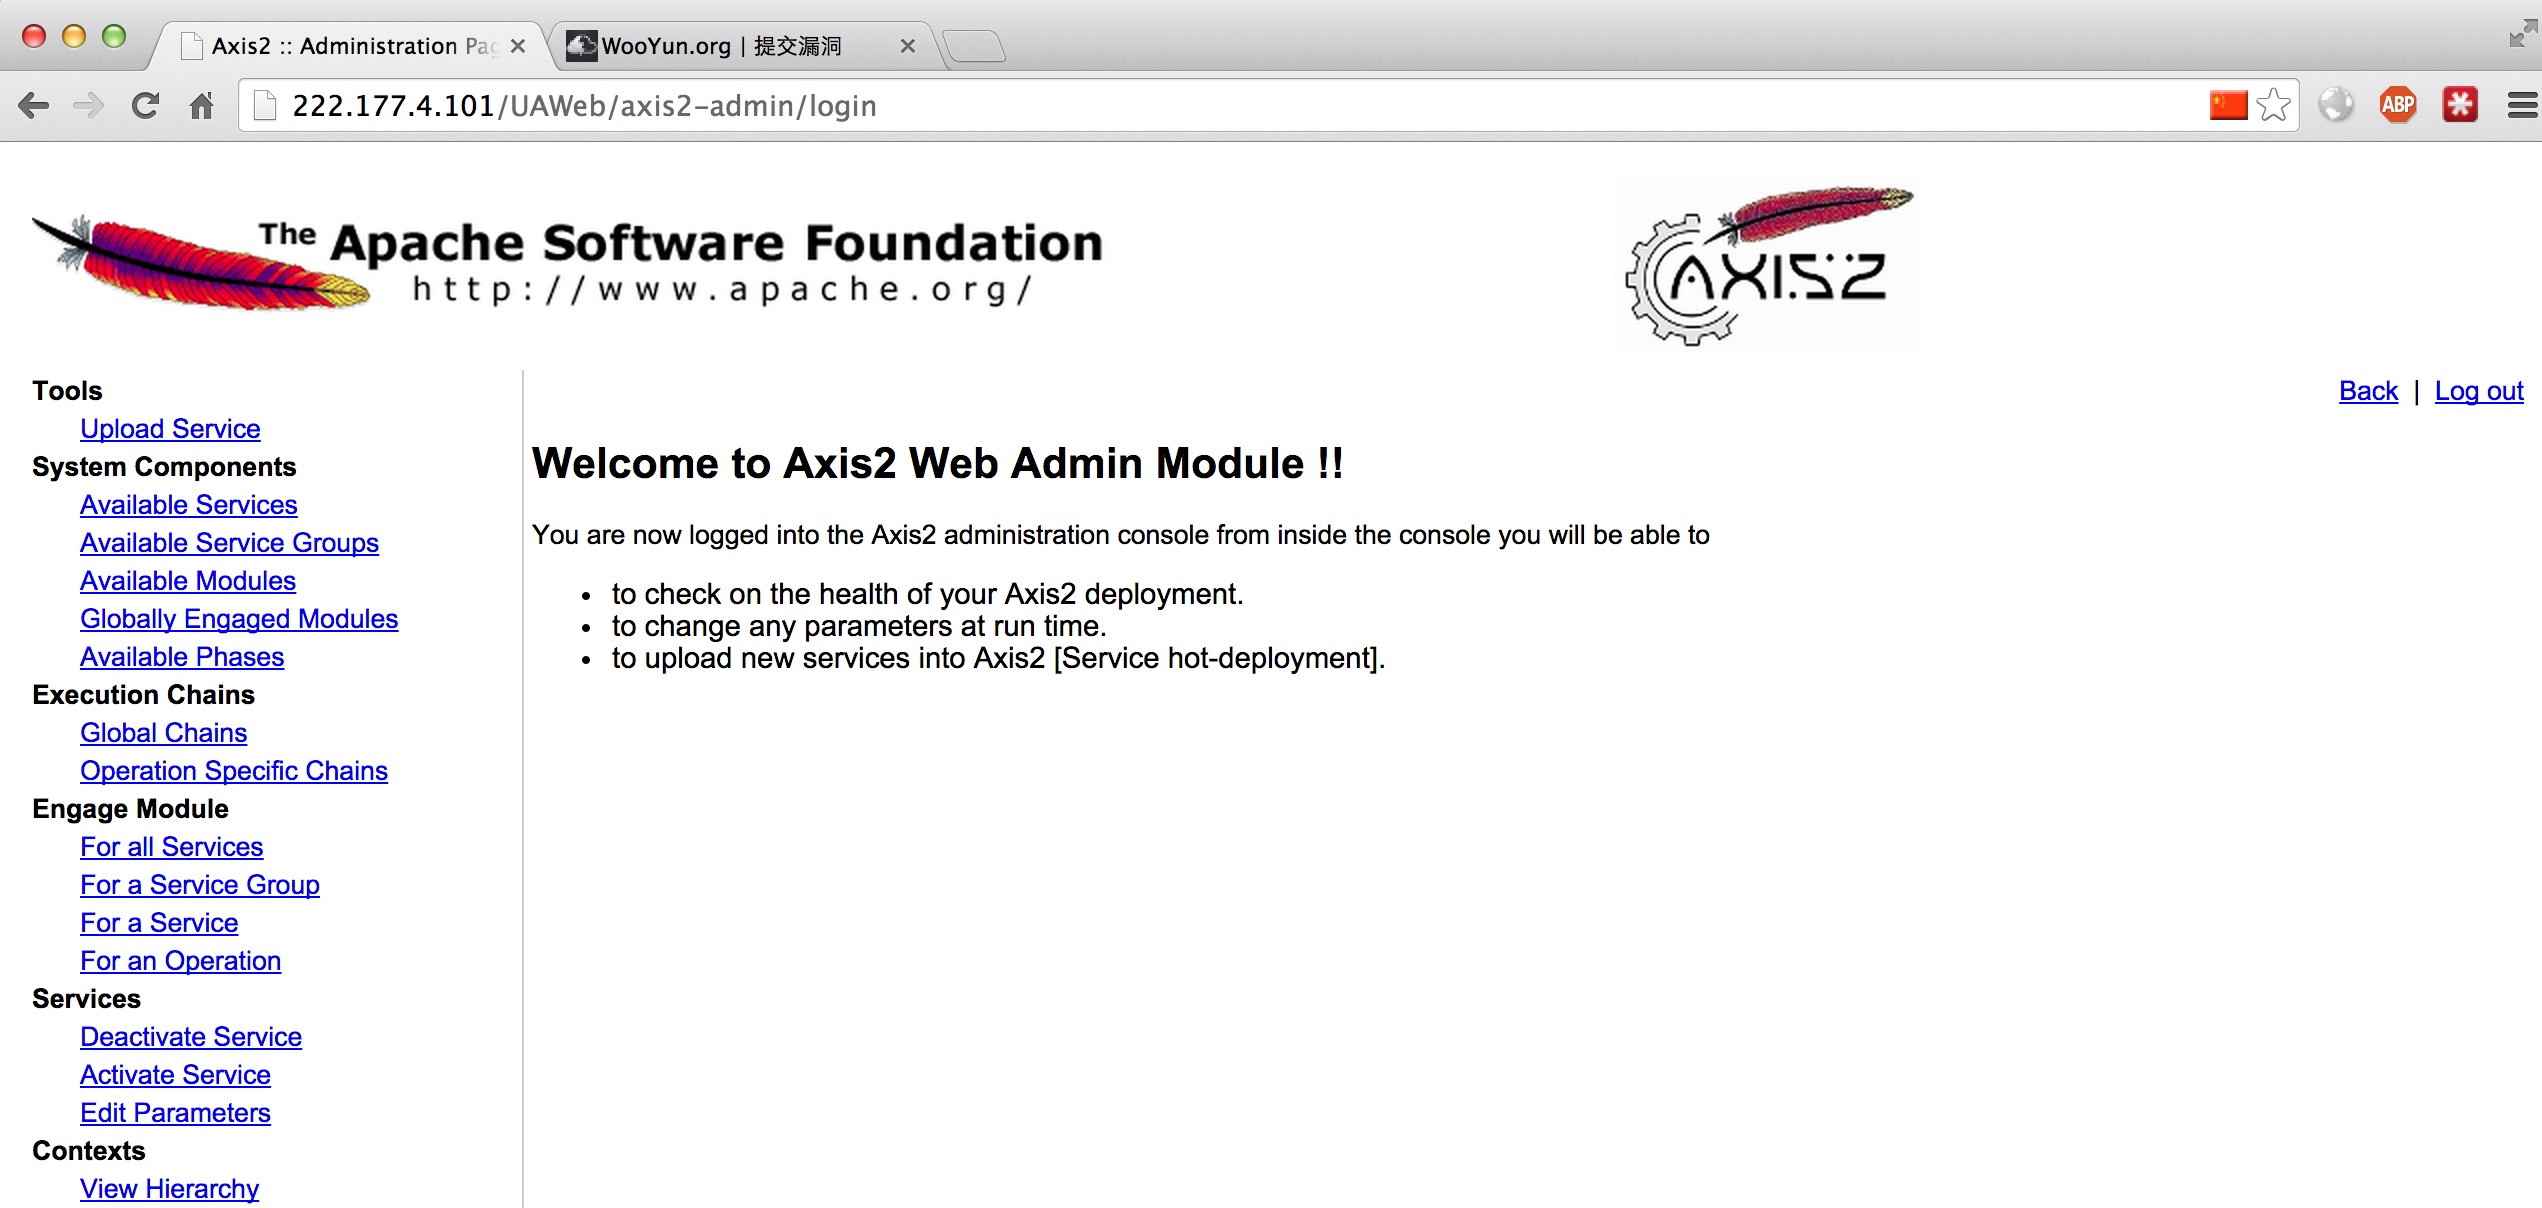 Axis2 :: Administration Pag
WooYun.org | 提交漏洞
222.177.4.101/UAWeb/axis2-admin/login
ABP
The Apache Software Foundation
http://www.apache.org/
AXIS2
Back | Log out
Tools
Upload Service
System Components
Available Services
Available Service Groups
Available Modules
Globally Engaged Modules
Available Phases
Execution Chains
Global Chains
Operation Specific Chains
Engage Module
For all Services
For a Service Group
For a Service
For an Operation
Services
Deactivate Service
Activate Service
Edit Parameters
Contexts
View Hierarchy
Welcome to Axis2 Web Admin Module !!
You are now logged into the Axis2 administration console from inside the console you will be able to
• to check on the health of your Axis2 deployment.
• to change any parameters at run time.
• to upload new services into Axis2 [Service hot-deployment].